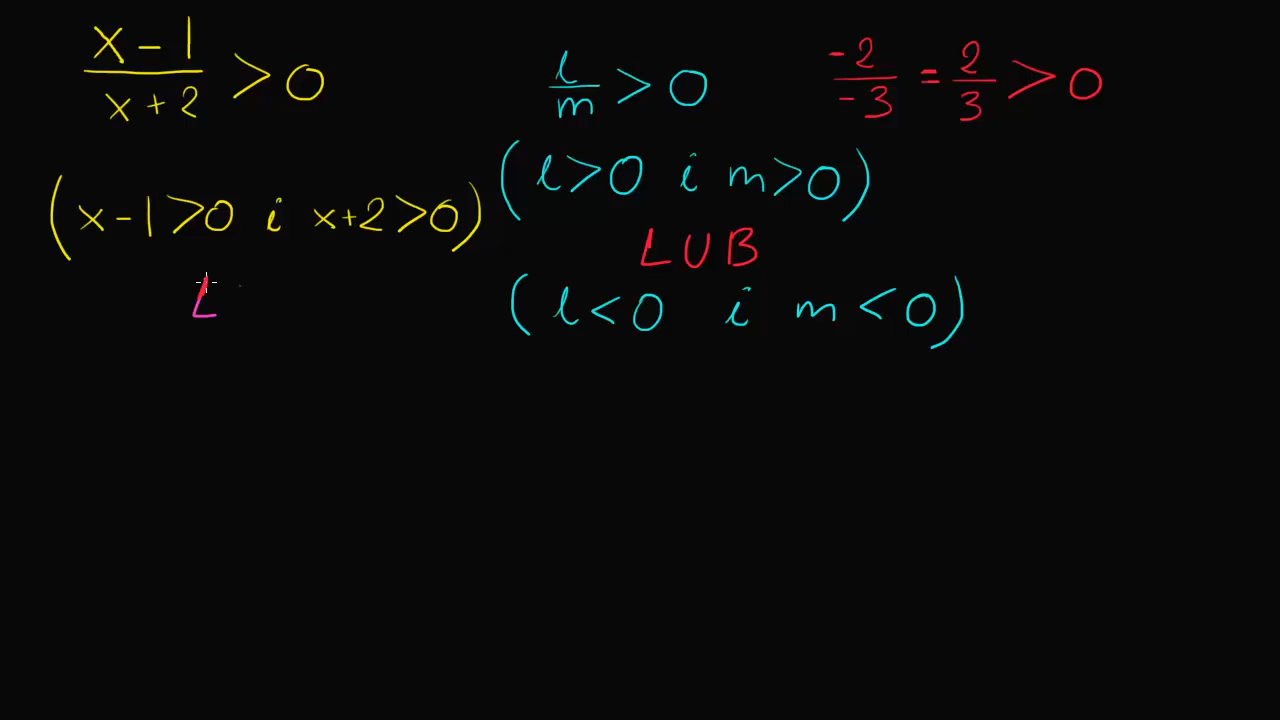 x - 1 / x + 2 > 0
l / m > 0
-2 / -3 = 2 / 3 > 0
(l > 0 i m > 0)
(x - 1 > 0 i x + 2 > 0)
LUB
L
(l < 0 i m < 0)